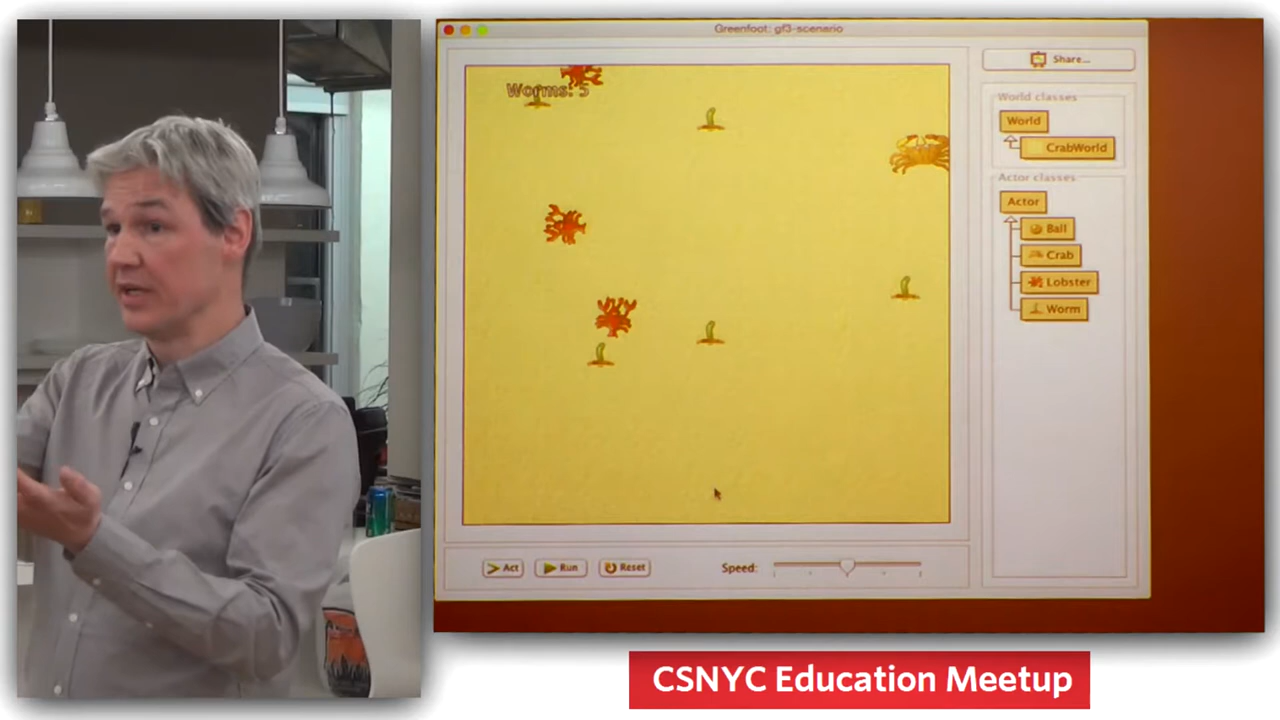 Greenfoot: gf3-scenario
Worms: 5
Share...
World classes
World
CrabWorld
Actor classes
Actor
Ball
Crab
Lobster
Worm
Act
Run
Reset
Speed:
CSNYC Education Meetup